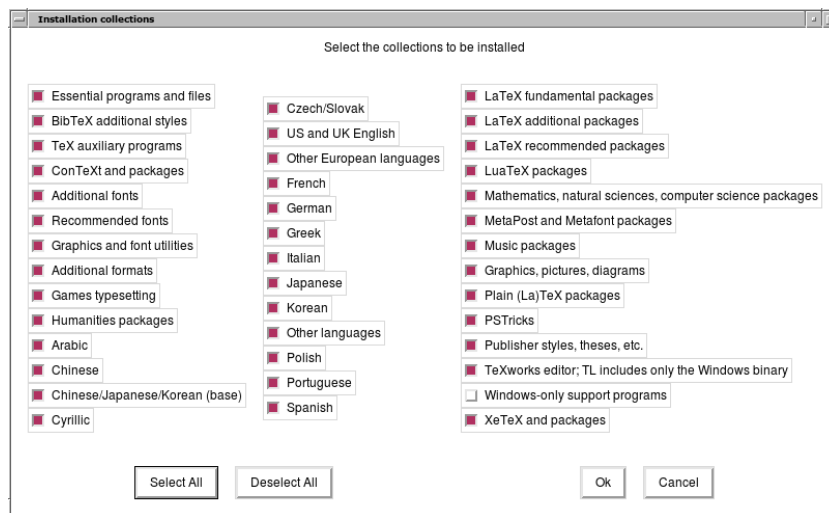 Installation collections
Select the collections to be installed
Essential programs and files
BibTeX additional styles
TeX auxiliary programs
ConTeXt and packages
Additional fonts
Recommended fonts
Graphics and font utilities
Additional formats
Games typesetting
Humanities packages
Arabic
Chinese
Chinese/Japanese/Korean (base)
Cyrillic
Czech/Slovak
US and UK English
Other European languages
French
German
Greek
Italian
Japanese
Korean
Other languages
Polish
Portuguese
Spanish
LaTeX fundamental packages
LaTeX additional packages
LaTeX recommended packages
LuaTeX packages
Mathematics, natural sciences, computer science packages
MetaPost and Metafont packages
Music packages
Graphics, pictures, diagrams
Plain (La)TeX packages
PSTricks
Publisher styles, theses, etc.
TeXworks editor; TL includes only the Windows binary
Windows-only support programs
XeTeX and packages
Select All
Deselect All
Ok
Cancel